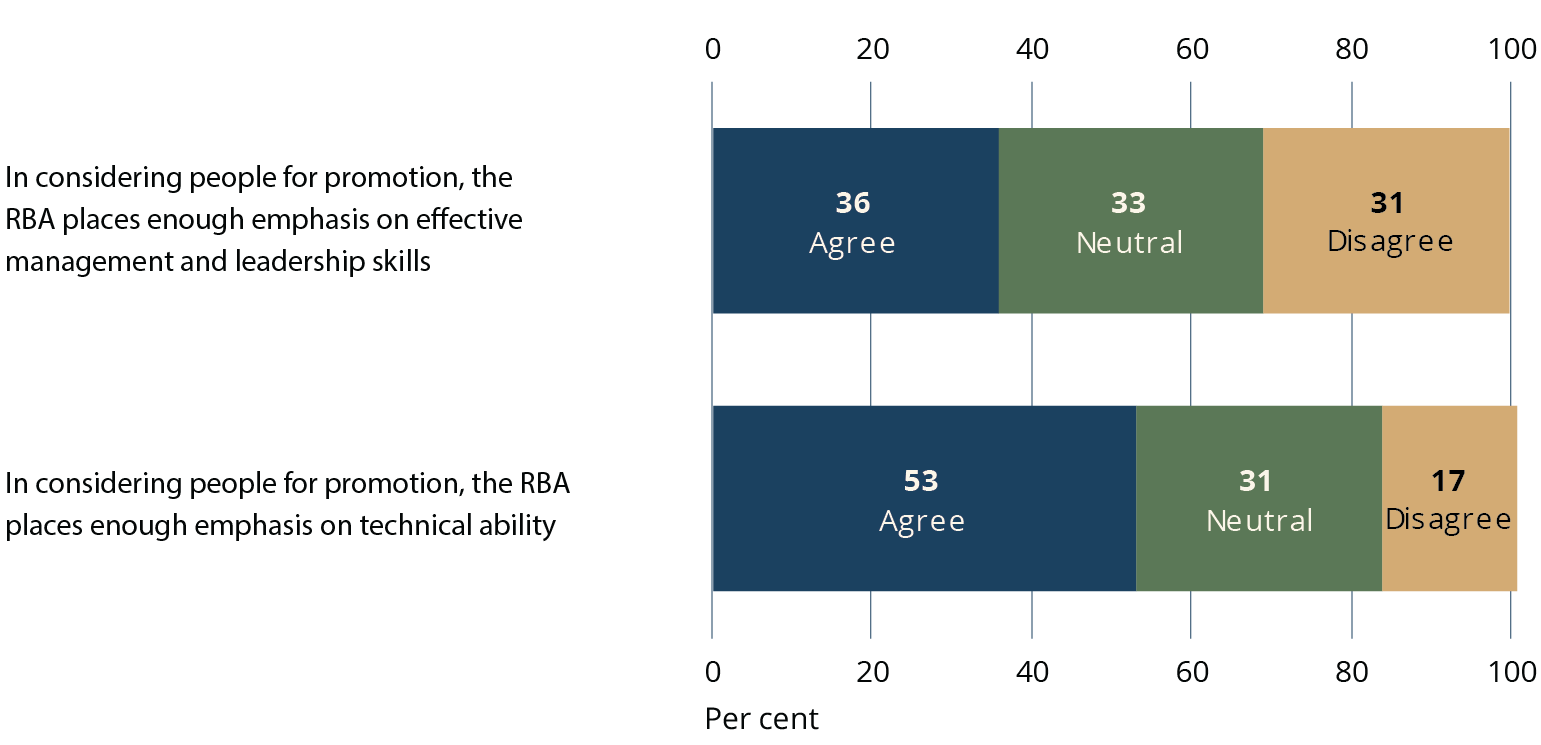 0 20 40 60 80 100
In considering people for promotion, the
RBA places enough emphasis on effective
management and leadership skills
36 33 31
Agree Neutral Disagree
In considering people for promotion, the RBA
places enough emphasis on technical ability
53 31 17
Agree Neutral Disagree
0 20 40 60 80 100
Per cent